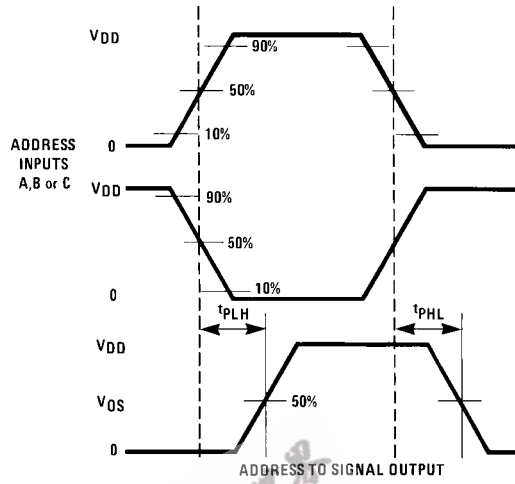 VDD
90%
50%
10%
ADDRESS
INPUTS
A,B or C
0
VDD
90%
50%
10%
0
tPLH
tPHL
VDD
VOS
50%
0
ADDRESS TO SIGNAL OUTPUT